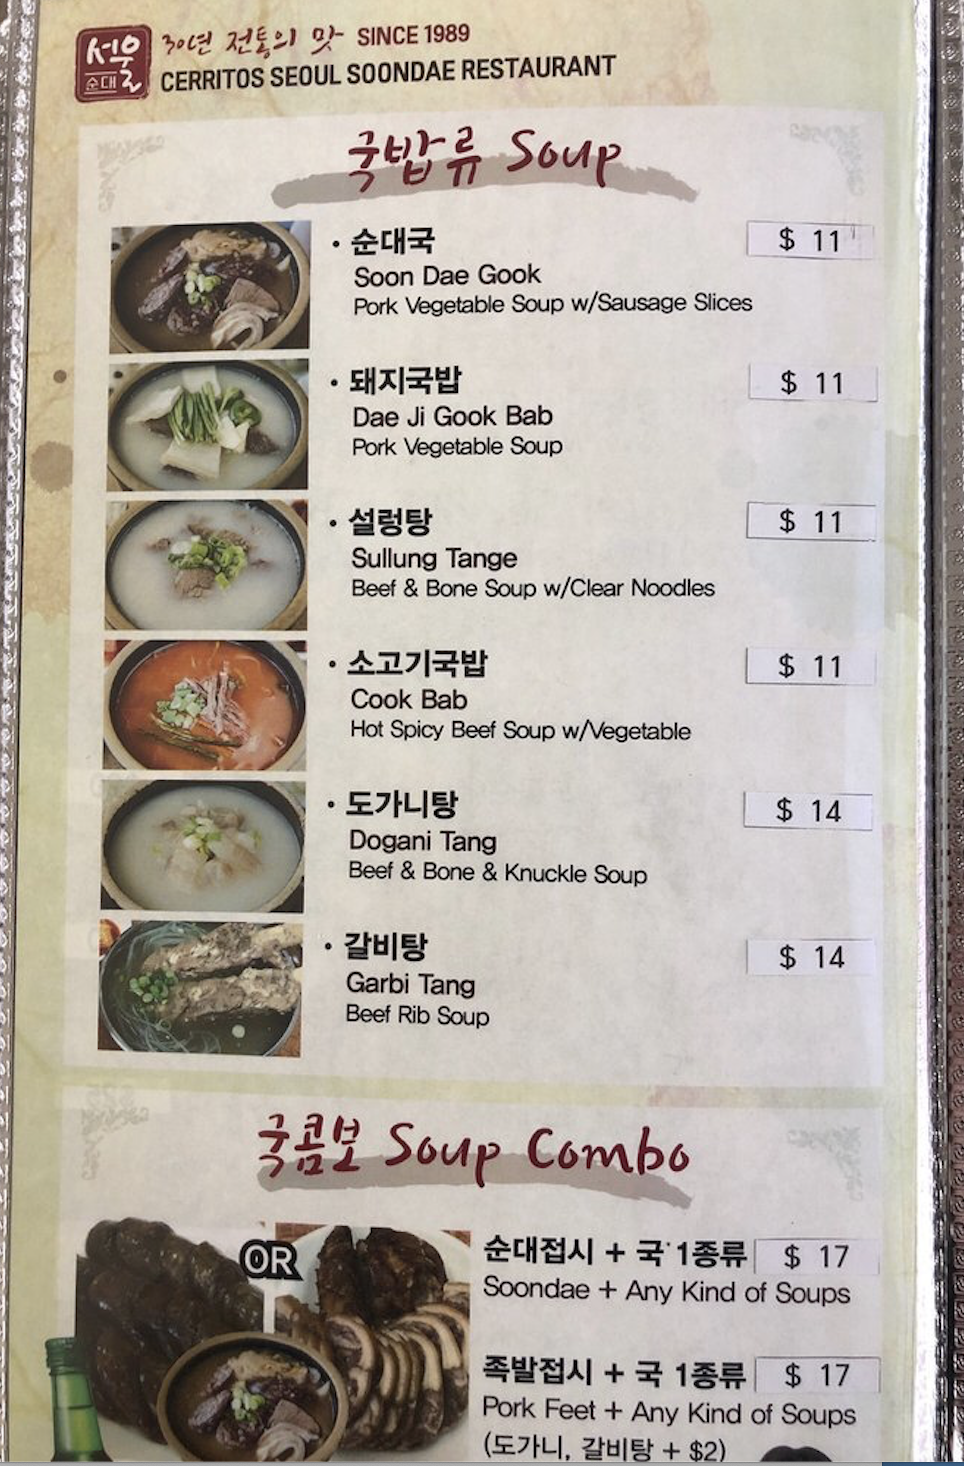 서울
순대
30년 전통의 맛 SINCE 1989
CERRITOS SEOUL SOONDAE RESTAURANT
국밥류 Soup
· 순대국 $ 11
Soon Dae Gook
Pork Vegetable Soup w/Sausage Slices
· 돼지국밥 $ 11
Dae Ji Gook Bab
Pork Vegetable Soup
· 설렁탕 $ 11
Sullung Tange
Beef & Bone Soup w/Clear Noodles
· 소고기국밥 $ 11
Cook Bab
Hot Spicy Beef Soup w/Vegetable
· 도가니탕 $ 14
Dogani Tang
Beef & Bone & Knuckle Soup
· 갈비탕 $ 14
Garbi Tang
Beef Rib Soup
국콤보 Soup Combo
OR
순대접시 + 국 1종류 $ 17
Soondae + Any Kind of Soups
족발접시 + 국 1종류 $ 17
Pork Feet + Any Kind of Soups
(도가니, 갈비탕 + $2)